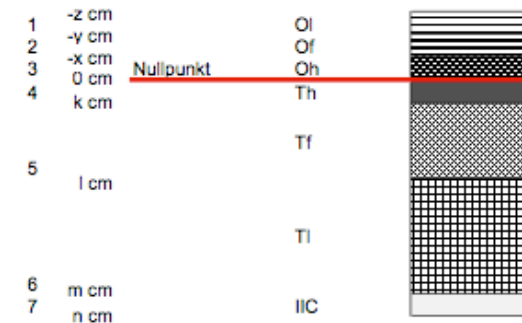 -z cm
1 Ol
-y cm
2 Of
-x cm
3 Nullpunkt Oh
0 cm
4 Th
k cm
Tf
5
l cm
Tl
6
m cm
7 IIC
n cm